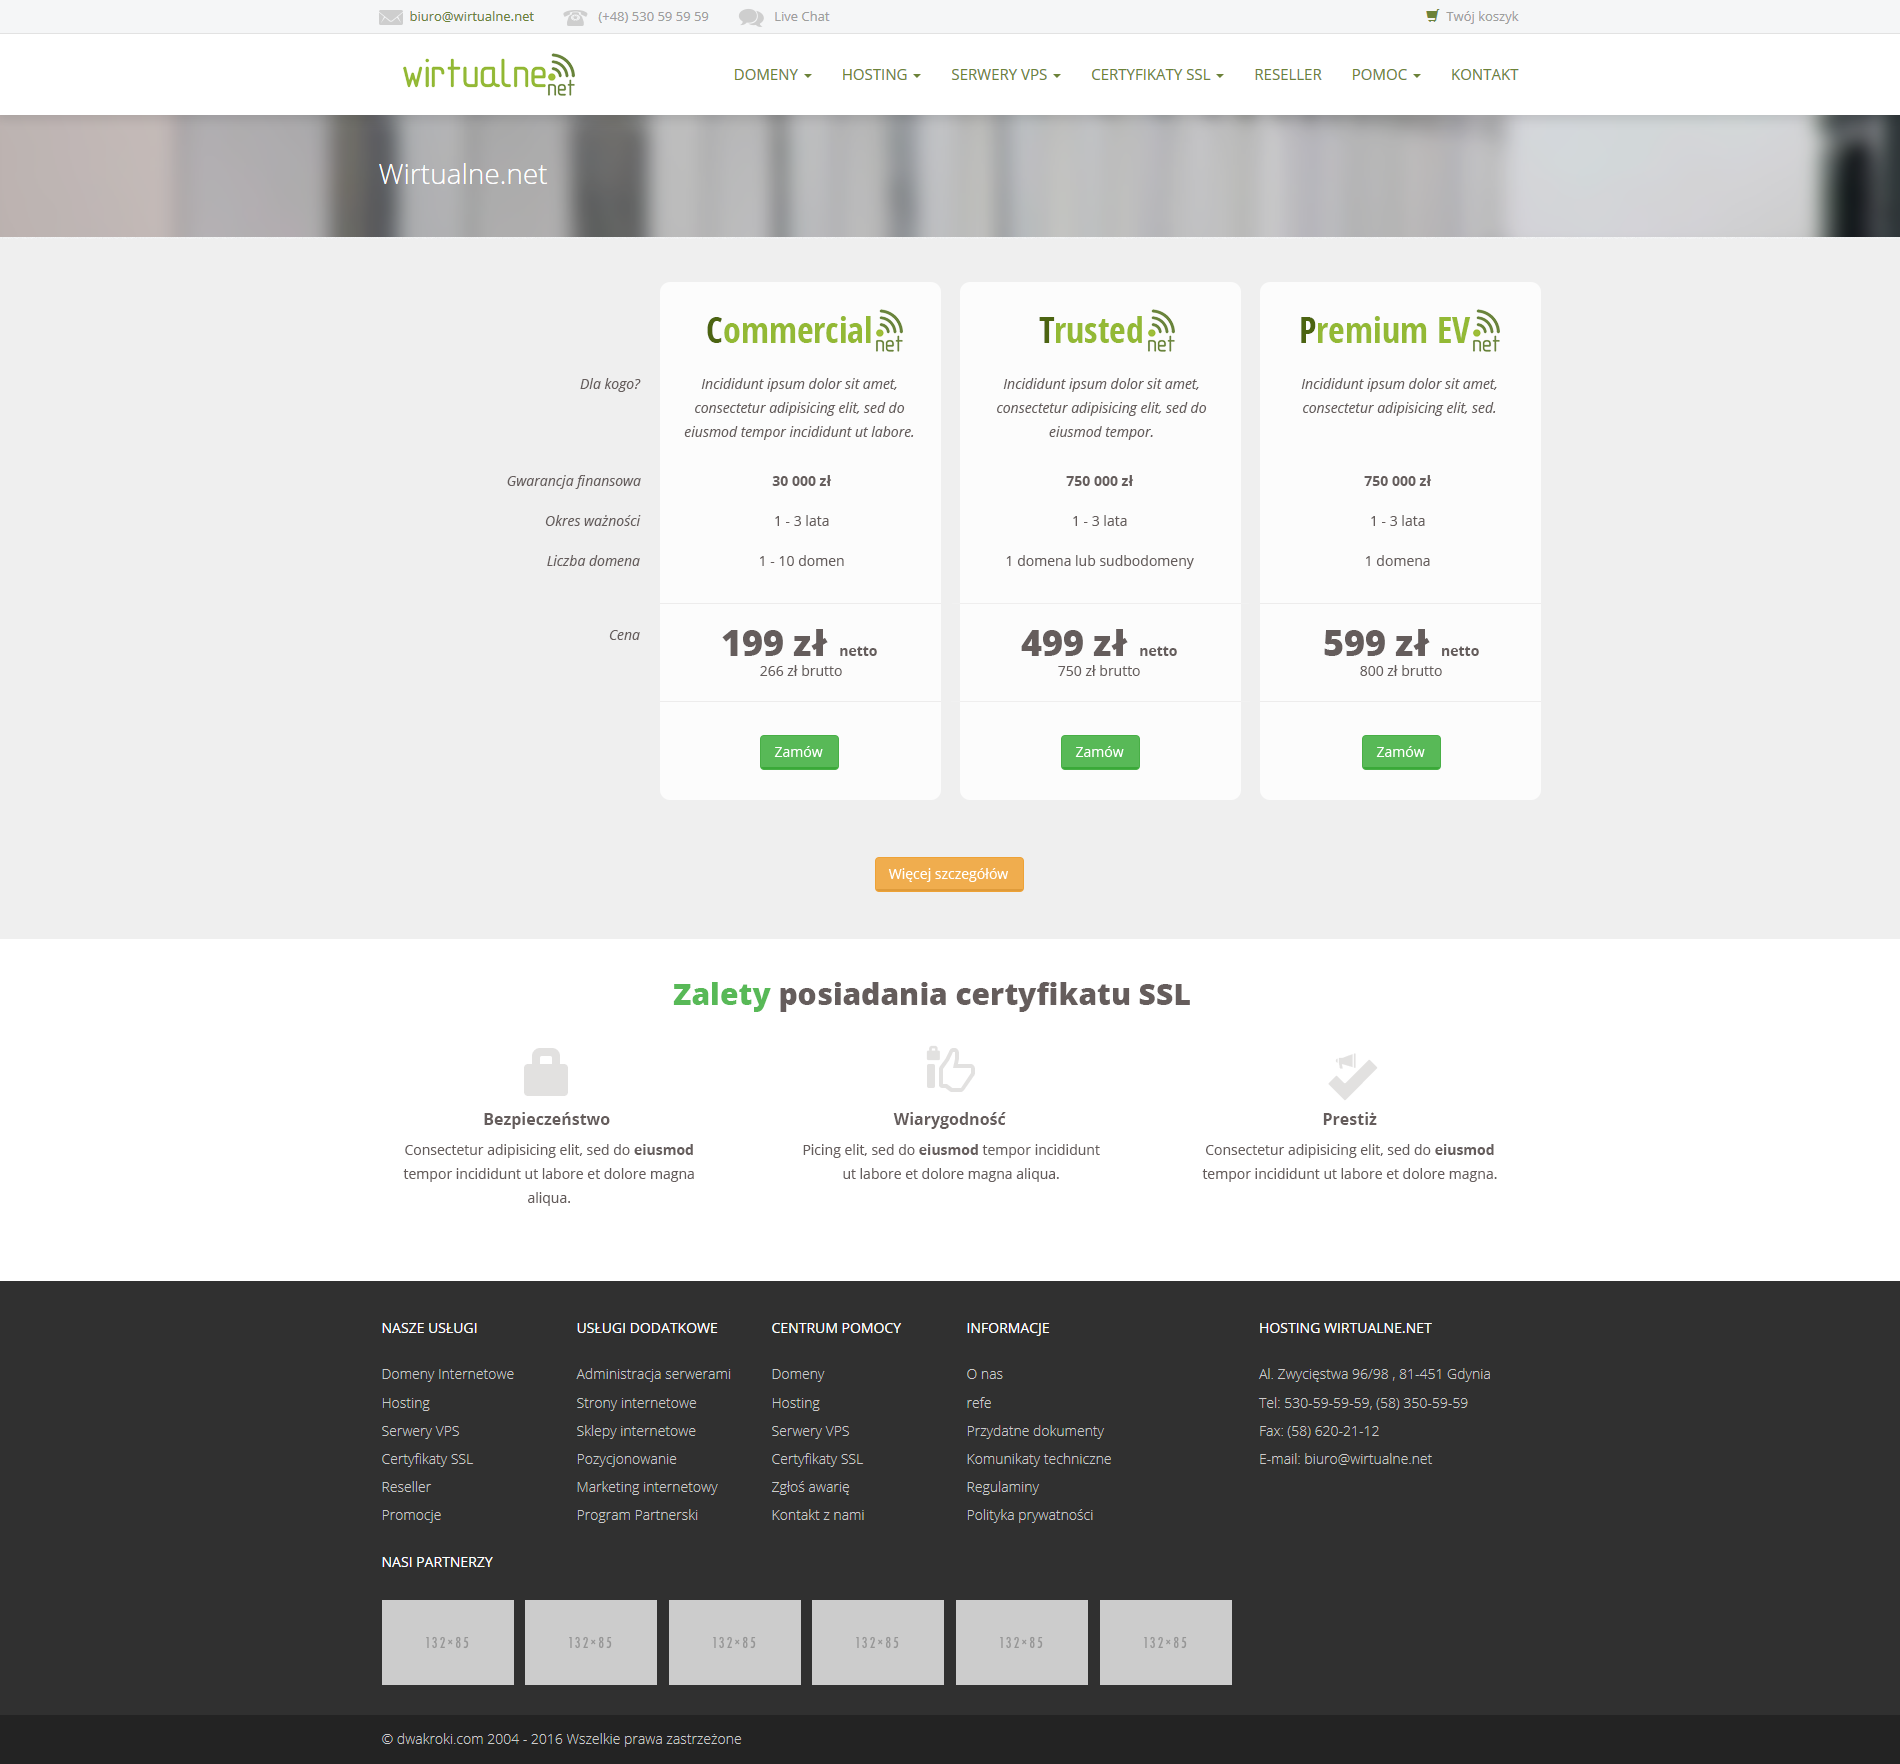 biuro@wirtualne.net (+48) 530 59 59 59 Live Chat Twój koszyk
wirtualne.net DOMENY HOSTING SERWERY VPS CERTYFIKATY SSL RESELLER POMOC KONTAKT
Wirtualne.net
Commercial.net Trusted.net Premium EV.net
Dla kogo? Incididunt ipsum dolor sit amet, Incididunt ipsum dolor sit amet, Incididunt ipsum dolor sit amet,
consectetur adipisicing elit, sed do consectetur adipisicing elit, sed do consectetur adipisicing elit, sed.
eiusmod tempor incididunt ut labore. eiusmod tempor.
Gwarancja finansowa 30 000 zł 750 000 zł 750 000 zł
Okres ważności 1 - 3 lata 1 - 3 lata 1 - 3 lata
Liczba domena 1 - 10 domen 1 domena lub sudbodomeny 1 domena
Cena 199 zł netto 499 zł netto 599 zł netto
266 zł brutto 750 zł brutto 800 zł brutto
Zamów Zamów Zamów
Więcej szczegółów
Zalety posiadania certyfikatu SSL
Bezpieczeństwo Wiarygodność Prestiż
Consectetur adipisicing elit, sed do eiusmod Picing elit, sed do eiusmod tempor incididunt Consectetur adipisicing elit, sed do eiusmod
tempor incididunt ut labore et dolore magna ut labore et dolore magna aliqua. tempor incididunt ut labore et dolore magna.
aliqua.
NASZE USŁUGI USŁUGI DODATKOWE CENTRUM POMOCY INFORMACJE HOSTING WIRTUALNE.NET
Domeny Internetowe Administracja serwerami Domeny O nas Al. Zwycięstwa 96/98 , 81-451 Gdynia
Hosting Strony internetowe Hosting refe Tel: 530-59-59-59, (58) 350-59-59
Serwery VPS Sklepy internetowe Serwery VPS Przydatne dokumenty Fax: (58) 620-21-12
Certyfikaty SSL Pozycjonowanie Certyfikaty SSL Komunikaty techniczne E-mail: biuro@wirtualne.net
Reseller Marketing internetowy Zgłoś awarię Regulaminy
Promocje Program Partnerski Kontakt z nami Polityka prywatności
NASI PARTNERZY
132×85 132×85 132×85 132×85 132×85 132×85
© dwakroki.com 2004 - 2016 Wszelkie prawa zastrzeżone